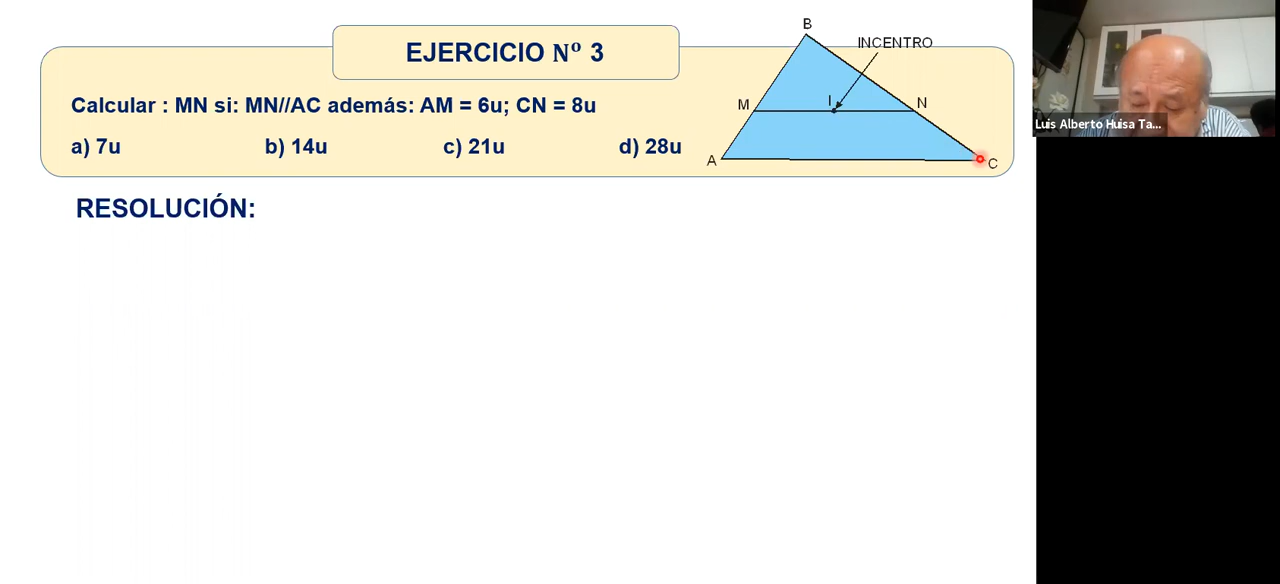 EJERCICIO Nº 3
Calcular : MN si: MN//AC además: AM = 6u; CN = 8u
a) 7u b) 14u c) 21u d) 28u
B
INCENTRO
M
I
N
A
C
RESOLUCIÓN:
Luis Alberto Huisa Ta...